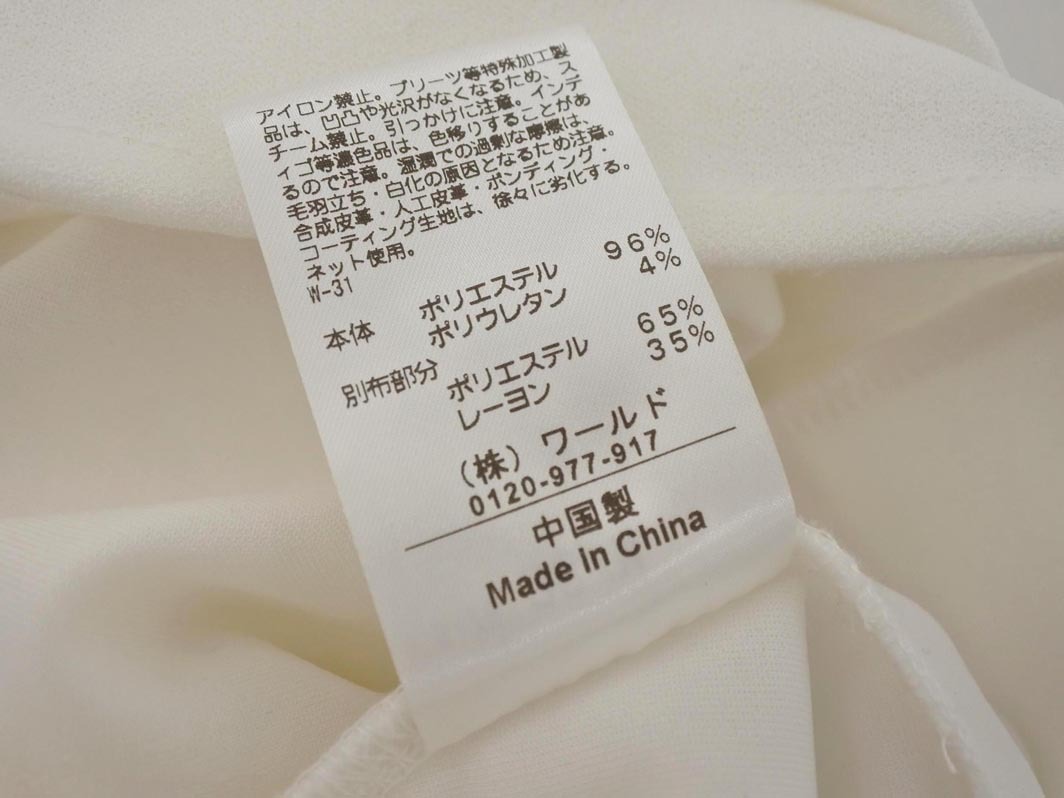 アイロン禁止。プリーツ等特殊加工製
品は、凹凸や光沢がなくなるため、ス
チーム禁止。引っかけに注意。インデ
ィゴ等濃色品は、色移りすることがあ
るので注意。湿潤での過剰な摩擦は、
毛羽立ち・白化の原因となるため注意。
合成皮革・人工皮革・ボンディング・
コーティング生地は、徐々に劣化する。
ネット使用。
W-31
本体 ポリエステル 96%
ポリウレタン 4%
別布部分 ポリエステル 65%
レーヨン 35%
(株) ワールド
0120-977-917
中国製
Made in China